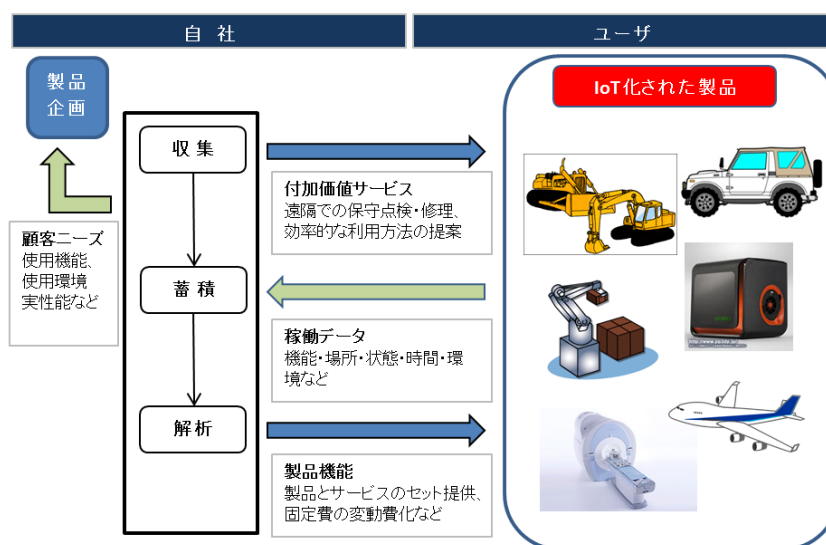 自 社
ユーザ
製品
企画
IoT化された製品
収 集
付加価値サービス
遠隔での保守点検・修理、
効率的な利用方法の提案
顧客ニーズ
使用機能、
使用環境
実性能など
蓄 積
稼働データ
機能・場所・状態・時間・環
境など
解析
製品機能
製品とサービスのセット提供、
固定費の変動費化など